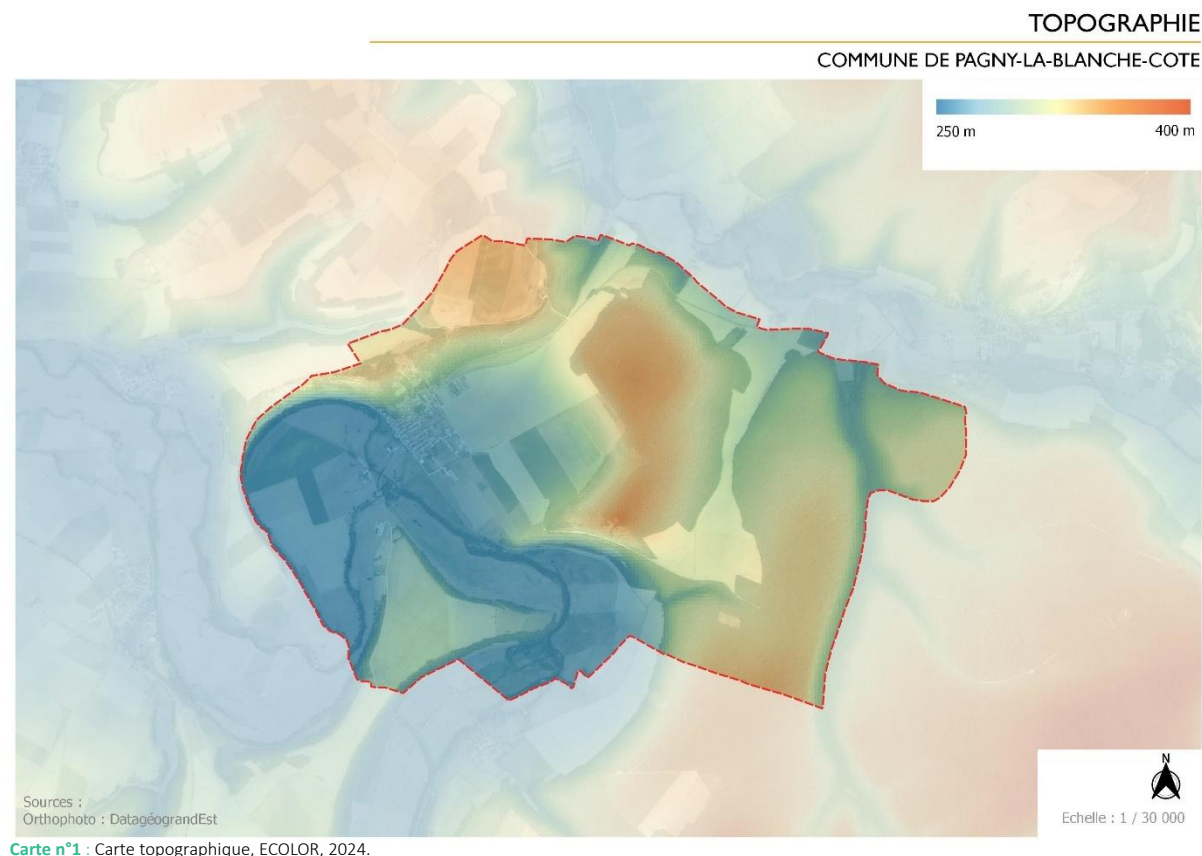 TOPOGRAPHIE
COMMUNE DE PAGNY-LA-BLANCHE-COTE
250 m 400 m
N
Sources :
Orthophoto : DatagéograndEst
Echelle : 1 / 30 000
Carte n°1 : Carte topographique, ECOLOR, 2024.